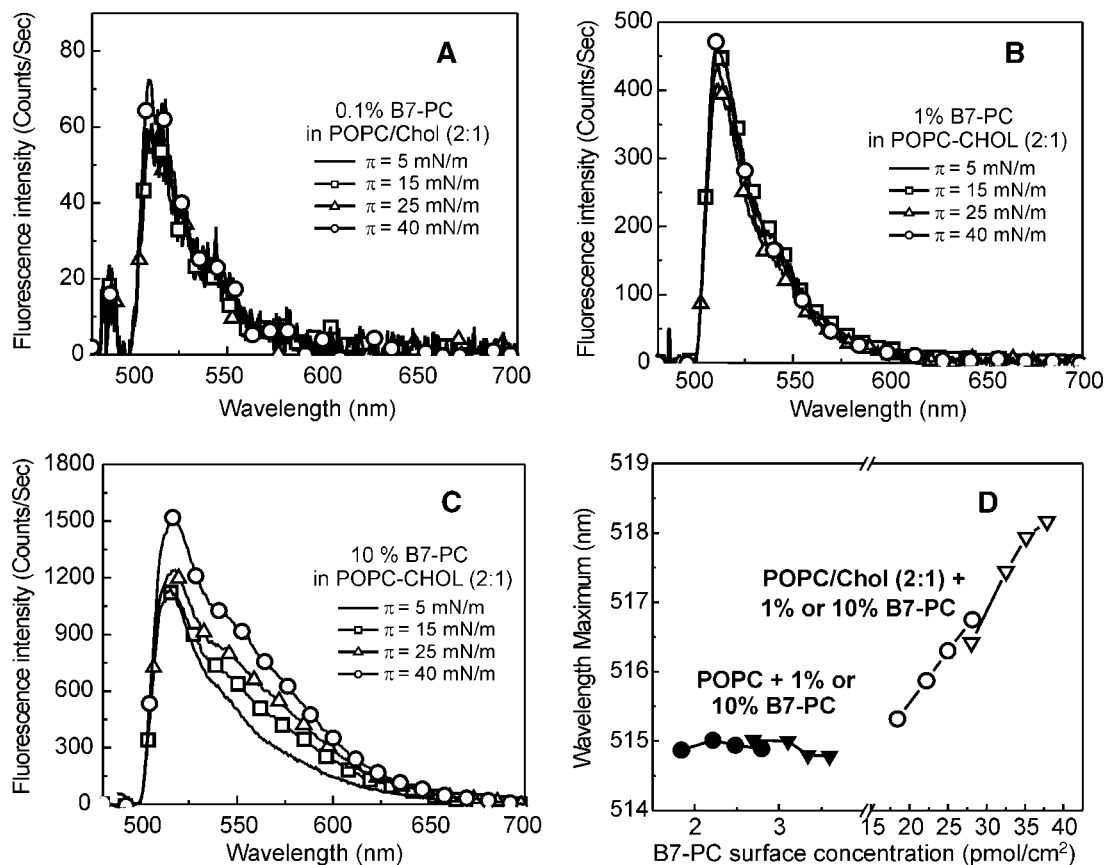 A
Fluorescence intensity (Counts/Sec)
80
60
40
20
0
0.1% B7-PC
in POPC/Chol (2:1)
π = 5 mN/m
π = 15 mN/m
π = 25 mN/m
π = 40 mN/m
500 550 600 650 700
Wavelength (nm)
B
Fluorescence intensity (Counts/Sec)
500
400
300
200
100
0
1% B7-PC
in POPC-CHOL (2:1)
π = 5 mN/m
π = 15 mN/m
π = 25 mN/m
π = 40 mN/m
500 550 600 650 700
Wavelength (nm)
C
Fluorescence intensity (Counts/Sec)
1800
1500
1200
900
600
300
0
10 % B7-PC
in POPC-CHOL (2:1)
π = 5 mN/m
π = 15 mN/m
π = 25 mN/m
π = 40 mN/m
500 550 600 650 700
Wavelength (nm)
D
Wavelength Maximum (nm)
519
518
517
516
515
514
POPC/Chol (2:1) +
1% or 10% B7-PC
POPC + 1% or
10% B7-PC
2 3 15 20 25 30 35 40
B7-PC surface concentration (pmol/cm²)